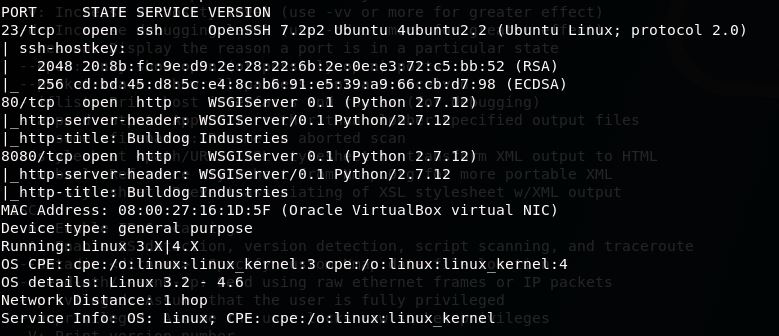 PORT     STATE SERVICE VERSION
23/tcp   open  ssh     OpenSSH 7.2p2 Ubuntu 4ubuntu2.2 (Ubuntu Linux; protocol 2.0)
| ssh-hostkey:
|   2048 20:8b:fc:9e:d9:2e:28:22:6b:2e:0e:e3:72:c5:bb:52 (RSA)
|_  256 cd:bd:45:d8:5c:e4:8c:b6:91:e5:39:a9:66:cb:d7:98 (ECDSA)
80/tcp   open  http    WSGIServer 0.1 (Python 2.7.12)
|_http-server-header: WSGIServer/0.1 Python/2.7.12
|_http-title: Bulldog Industries
8080/tcp open  http    WSGIServer 0.1 (Python 2.7.12)
|_http-server-header: WSGIServer/0.1 Python/2.7.12
|_http-title: Bulldog Industries
MAC Address: 08:00:27:16:1D:5F (Oracle VirtualBox virtual NIC)
Device type: general purpose
Running: Linux 3.X|4.X
OS CPE: cpe:/o:linux:linux_kernel:3 cpe:/o:linux:linux_kernel:4
OS details: Linux 3.2 - 4.6
Network Distance: 1 hop
Service Info: OS: Linux; CPE: cpe:/o:linux:linux_kernel